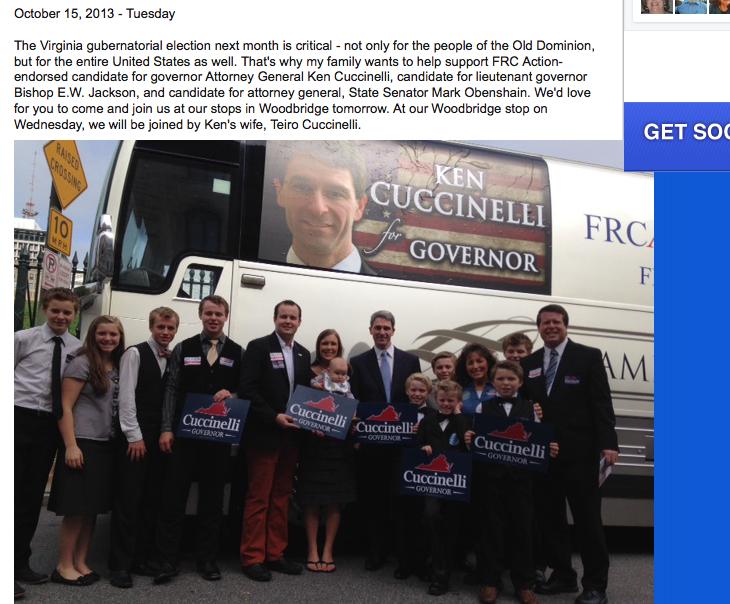 October 15, 2013 - Tuesday
The Virginia gubernatorial election next month is critical - not only for the people of the Old Dominion,
but for the entire United States as well. That's why my family wants to help support FRC Action-
endorsed candidate for governor Attorney General Ken Cuccinelli, candidate for lieutenant governor
Bishop E.W. Jackson, and candidate for attorney general, State Senator Mark Obenshain. We'd love
for you to come and join us at our stops in Woodbridge tomorrow. At our Woodbridge stop on
Wednesday, we will be joined by Ken's wife, Teiro Cuccinelli.
GET SOC
RAISED
CROSSING
10
MPH
KEN
CUCCINELLI
for
GOVERNOR
FRCA
F
AM
Cuccinelli
GOVERNOR
Cuccinelli
GOVERNOR
Cuccinelli
GOVERNOR
Cuccinelli
GOVERNOR
Cuccinelli
GOVERNOR